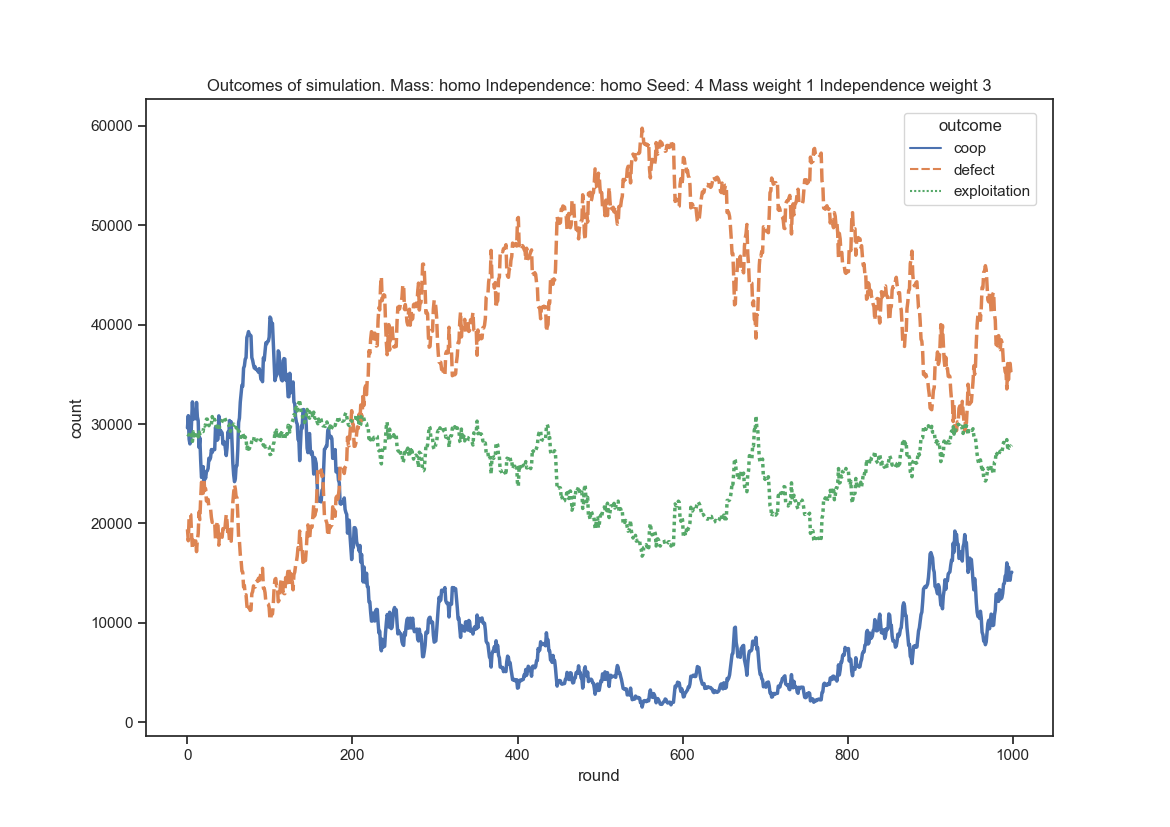 Outcomes of simulation. Mass: homo Independence: homo Seed: 4 Mass weight 1 Independence weight 3
outcome
coop
defect
exploitation
60000
50000
40000
30000
20000
10000
0
count
0 200 400 600 800 1000
round